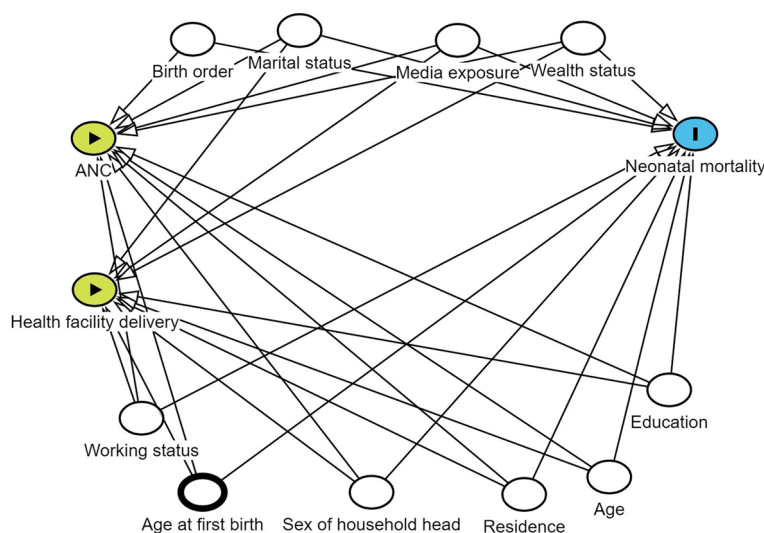 Birth order
Marital status
Media exposure
Wealth status
ANC
Neonatal mortality
Health facility delivery
Education
Working status
Age
Age at first birth
Sex of household head
Residence